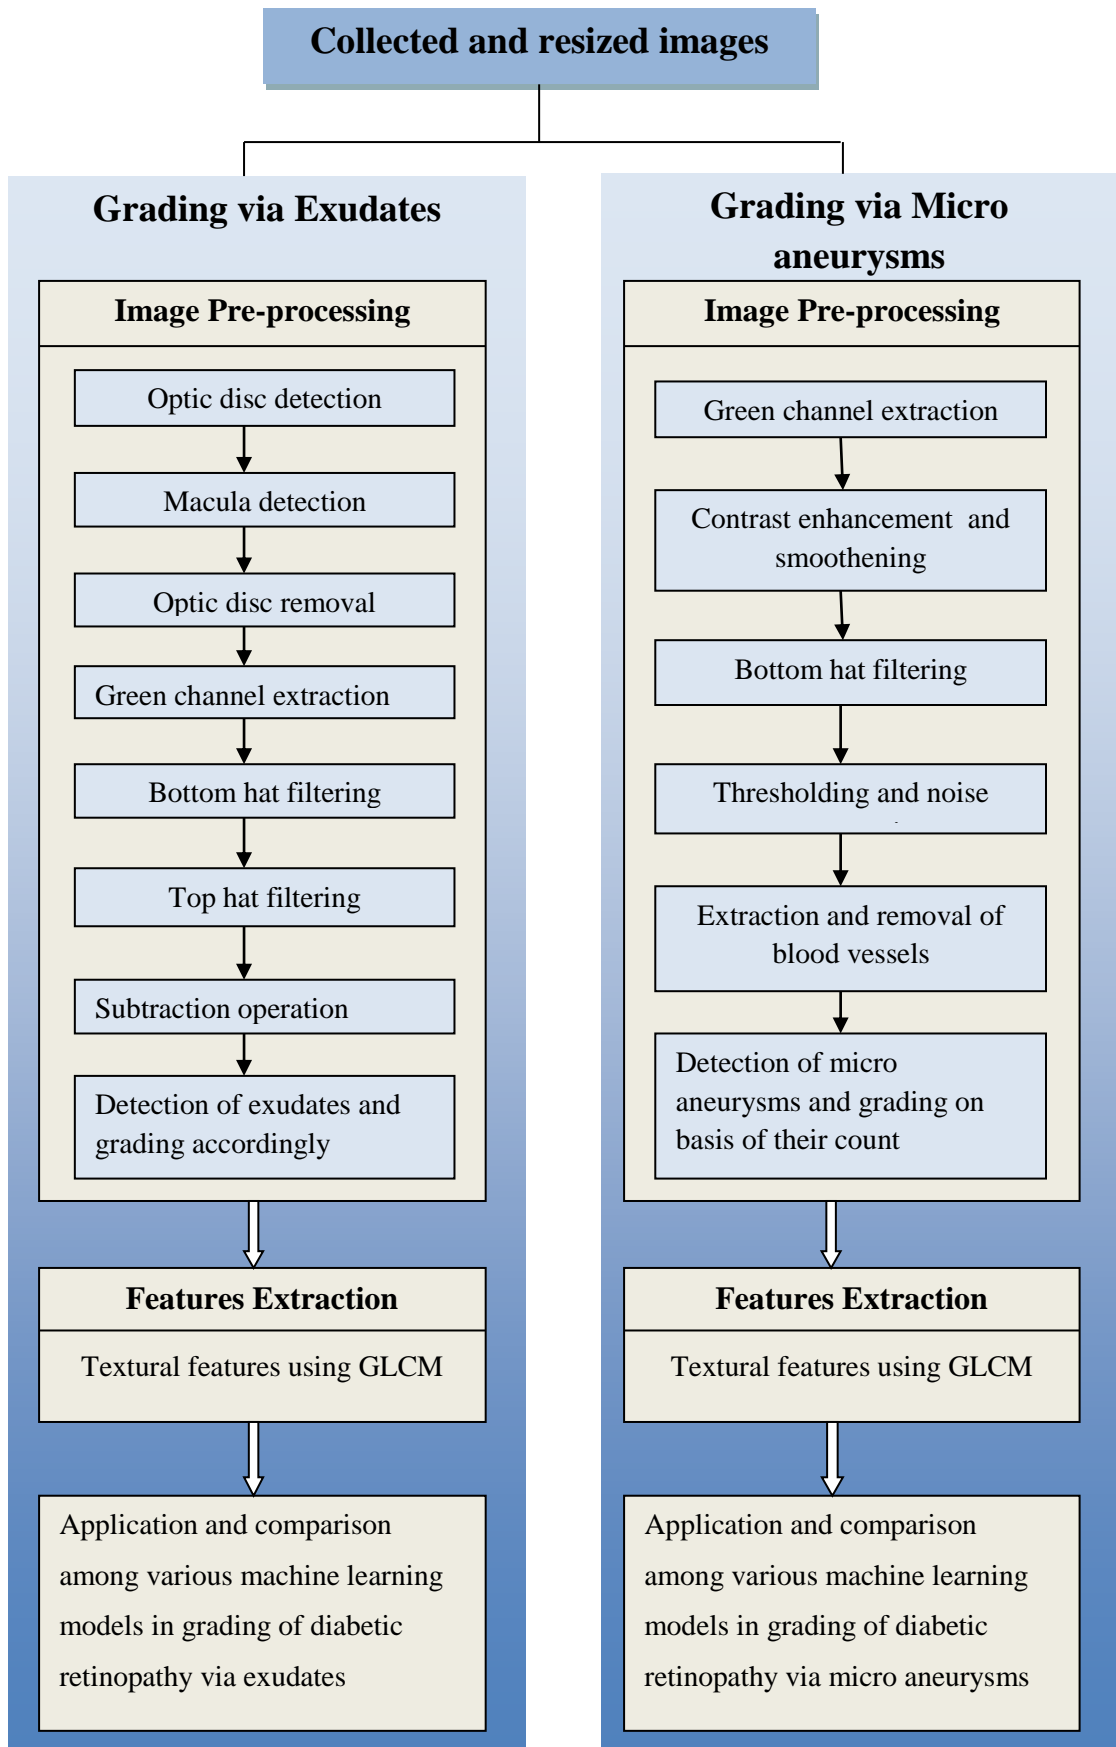 Collected and resized images
Grading via Exudates
Image Pre-processing
Optic disc detection
Macula detection
Optic disc removal
Green channel extraction
Bottom hat filtering
Top hat filtering
Subtraction operation
Detection of exudates and
grading accordingly
Features Extraction
Textural features using GLCM
Application and comparison
among various machine learning
models in grading of diabetic
retinopathy via exudates
Grading via Micro
aneurysms
Image Pre-processing
Green channel extraction
Contrast enhancement and
smoothening
Bottom hat filtering
Thresholding and noise
Extraction and removal of
blood vessels
Detection of micro
aneurysms and grading on
basis of their count
Features Extraction
Textural features using GLCM
Application and comparison
among various machine learning
models in grading of diabetic
retinopathy via micro aneurysms